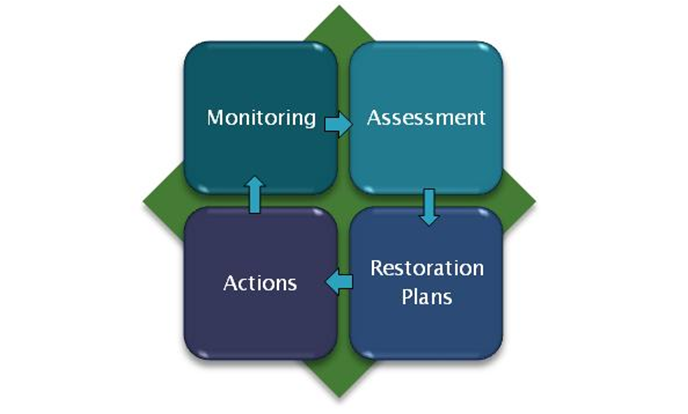 Monitoring
Assessment
Actions
Restoration
Plans